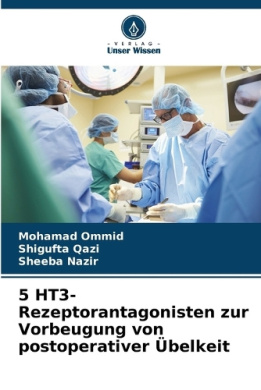 VERLAG
Unser Wissen
Mohamad Ommid
Shigufta Qazi
Sheeba Nazir
5 HT3-
Rezeptorantagonisten zur
Vorbeugung von
postoperativer Übelkeit